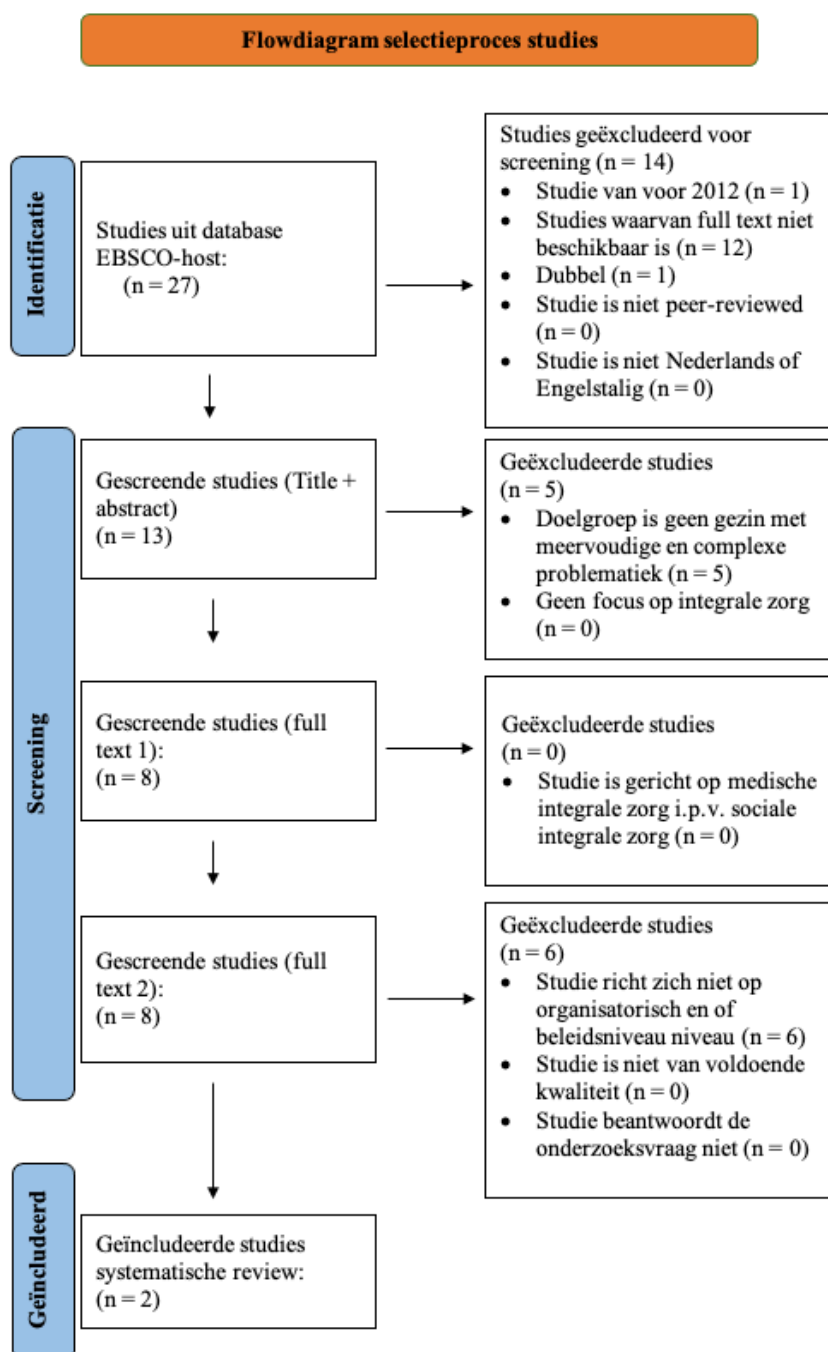 Flowdiagram selectieproces studies
Identificatie
Studies uit database
EBSCO-host:
(n = 27)
Studies geëxcludeerd voor
screening (n = 14)
• Studie van voor 2012 (n = 1)
• Studies waarvan full text niet
beschikbaar is (n = 12)
• Dubbel (n = 1)
• Studie is niet peer-reviewed
(n = 0)
• Studie is niet Nederlands of
Engelstalig (n = 0)
Screening
Gescreende studies (Title +
abstract)
(n = 13)
Geëxcludeerde studies
(n = 5)
• Doelgroep is geen gezin met
meervoudige en complexe
problematiek (n = 5)
• Geen focus op integrale zorg
(n = 0)
Gescreende studies (full
text 1):
(n = 8)
Geëxcludeerde studies
(n = 0)
• Studie is gericht op medische
integrale zorg i.p.v. sociale
integrale zorg (n = 0)
Gescreende studies (full
text 2):
(n = 8)
Geëxcludeerde studies
(n = 6)
• Studie richt zich niet op
organisatorisch en of
beleidsniveau niveau (n = 6)
• Studie is niet van voldoende
kwaliteit (n = 0)
• Studie beantwoordt de
onderzoeksvraag niet (n = 0)
Geïncludeerd
Geïncludeerde studies
systematische review:
(n = 2)